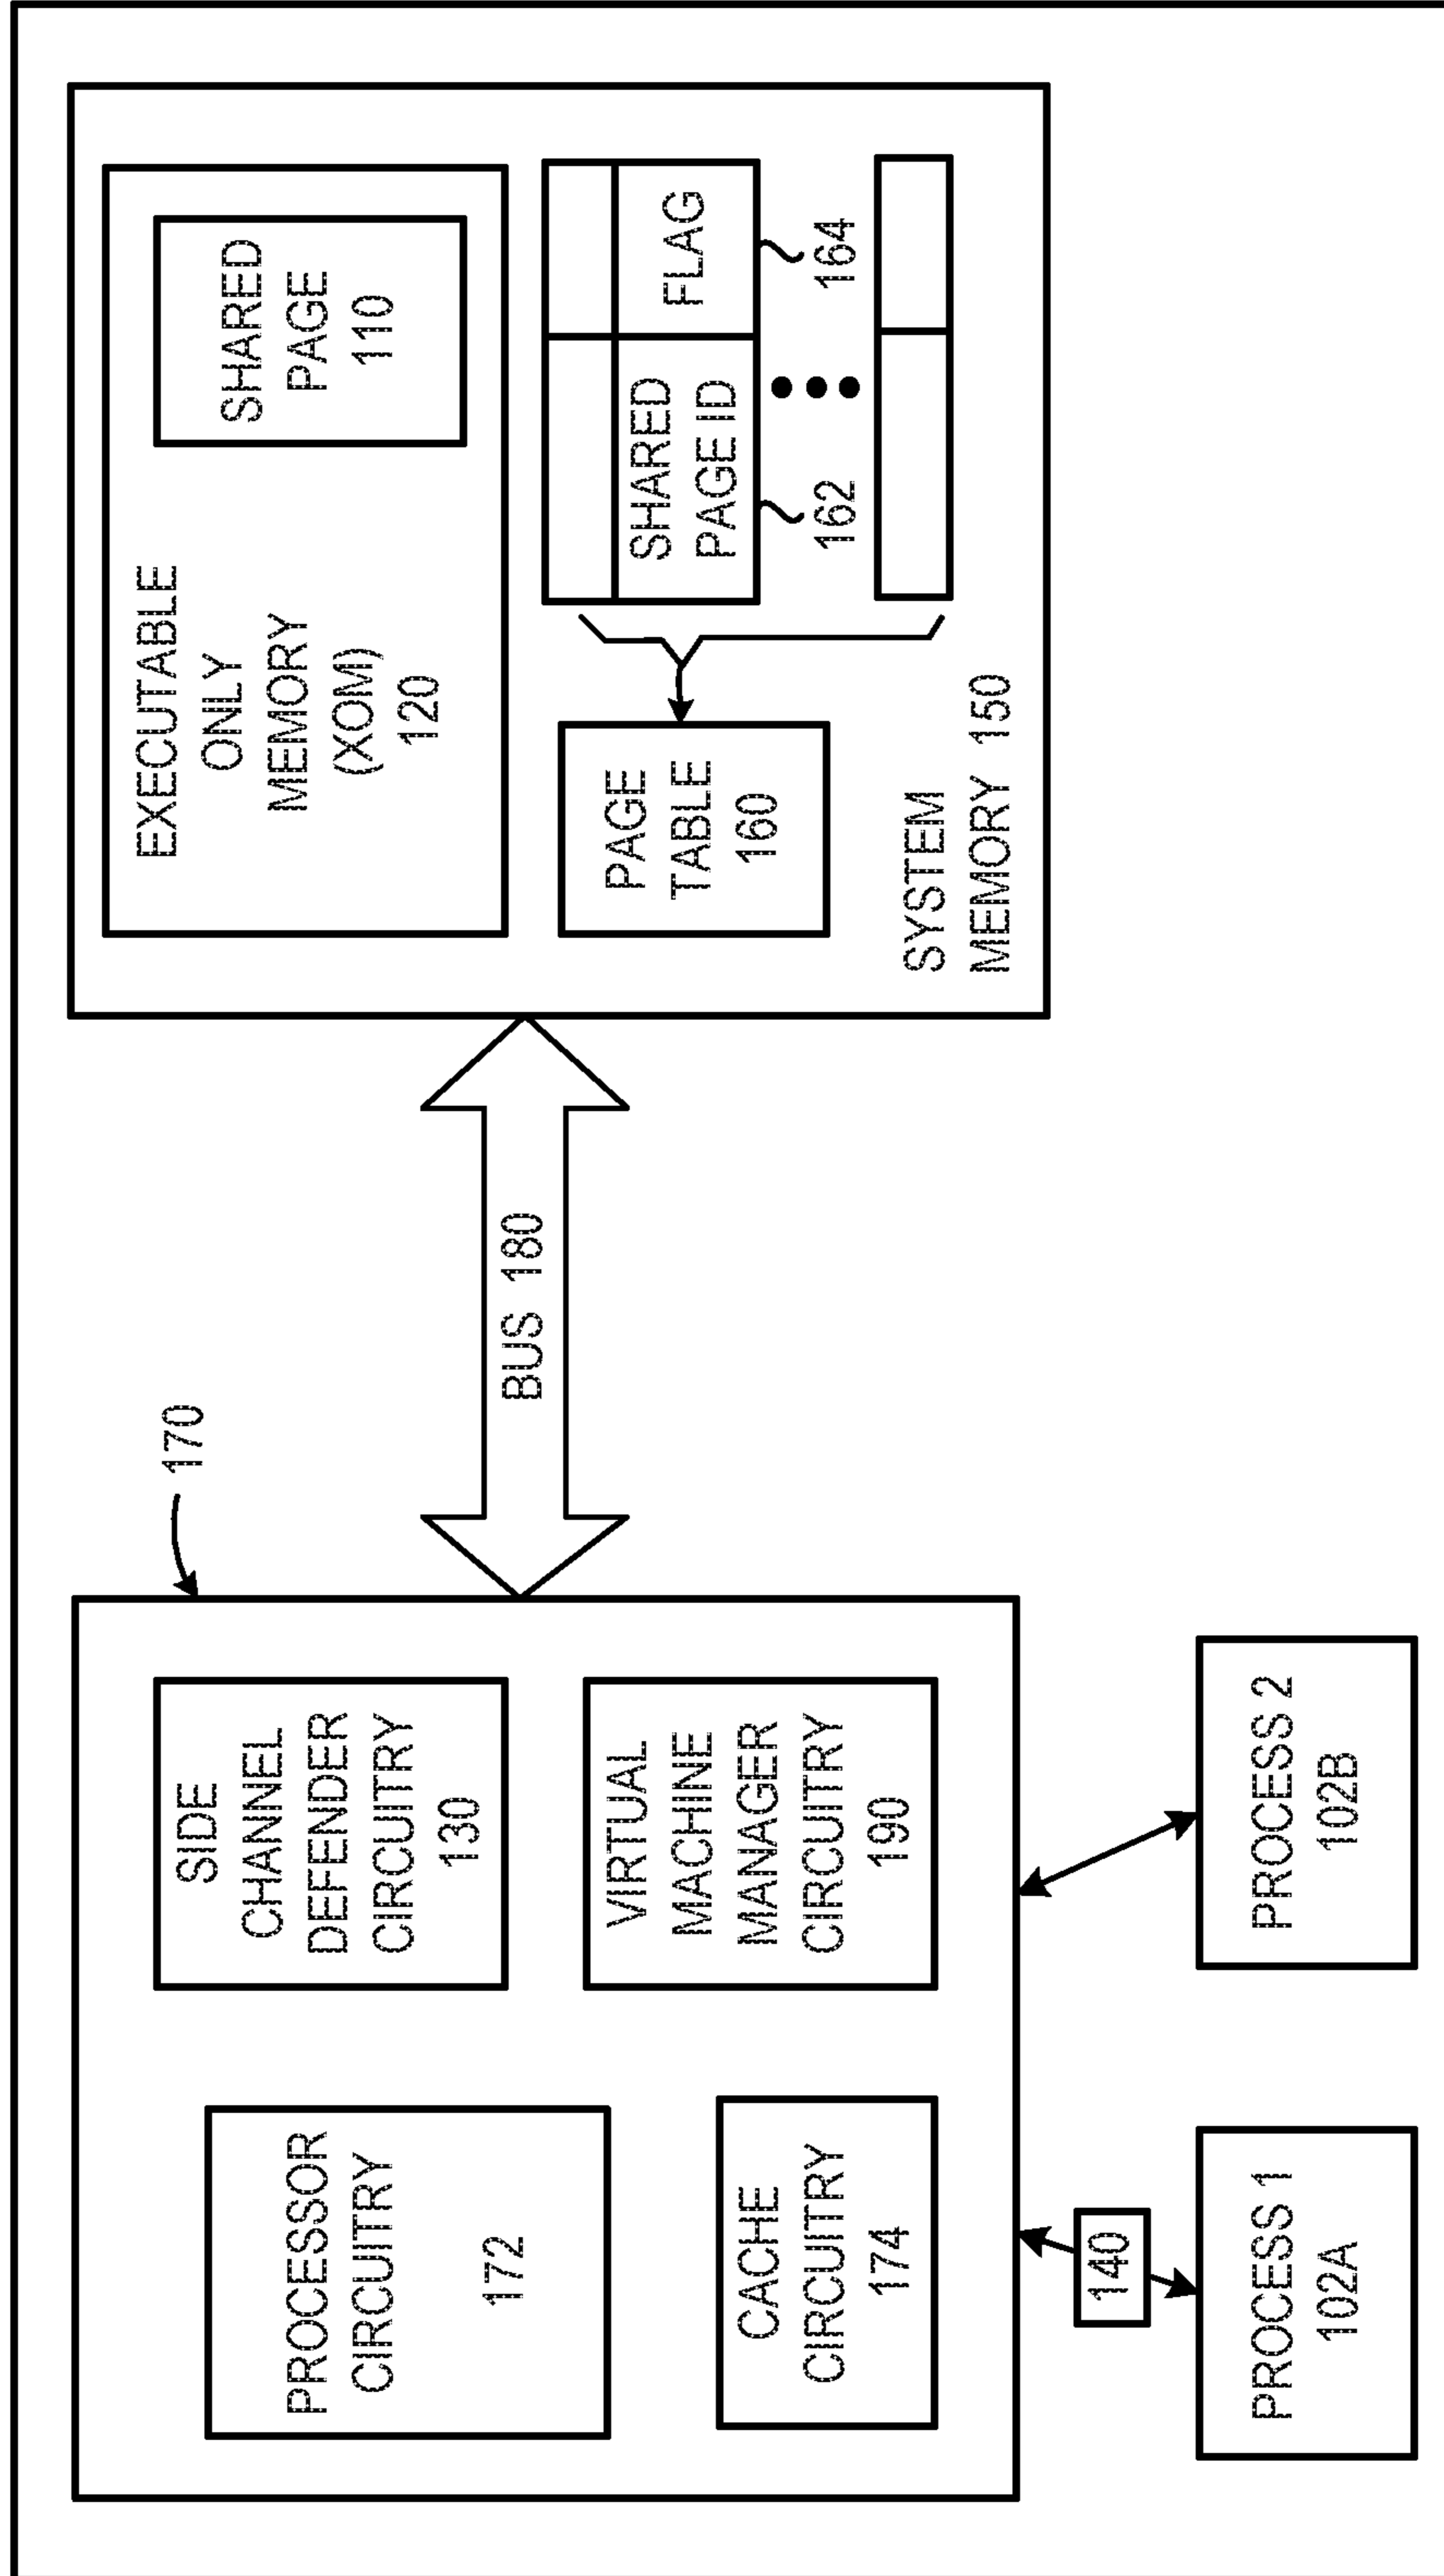 170
PROCESSOR
CIRCUITRY
172
SIDE
CHANNEL
DEFENDER
CIRCUITRY
130
CACHE
CIRCUITRY
174
VIRTUAL
MACHINE
MANAGER
CIRCUITRY
190
140
PROCESS 1
102A
PROCESS 2
102B
BUS 180
EXECUTABLE
ONLY
MEMORY
(XOM)
120
SHARED
PAGE
110
PAGE
TABLE
160
SHARED
PAGE ID
FLAG
162
164
SYSTEM
MEMORY 150